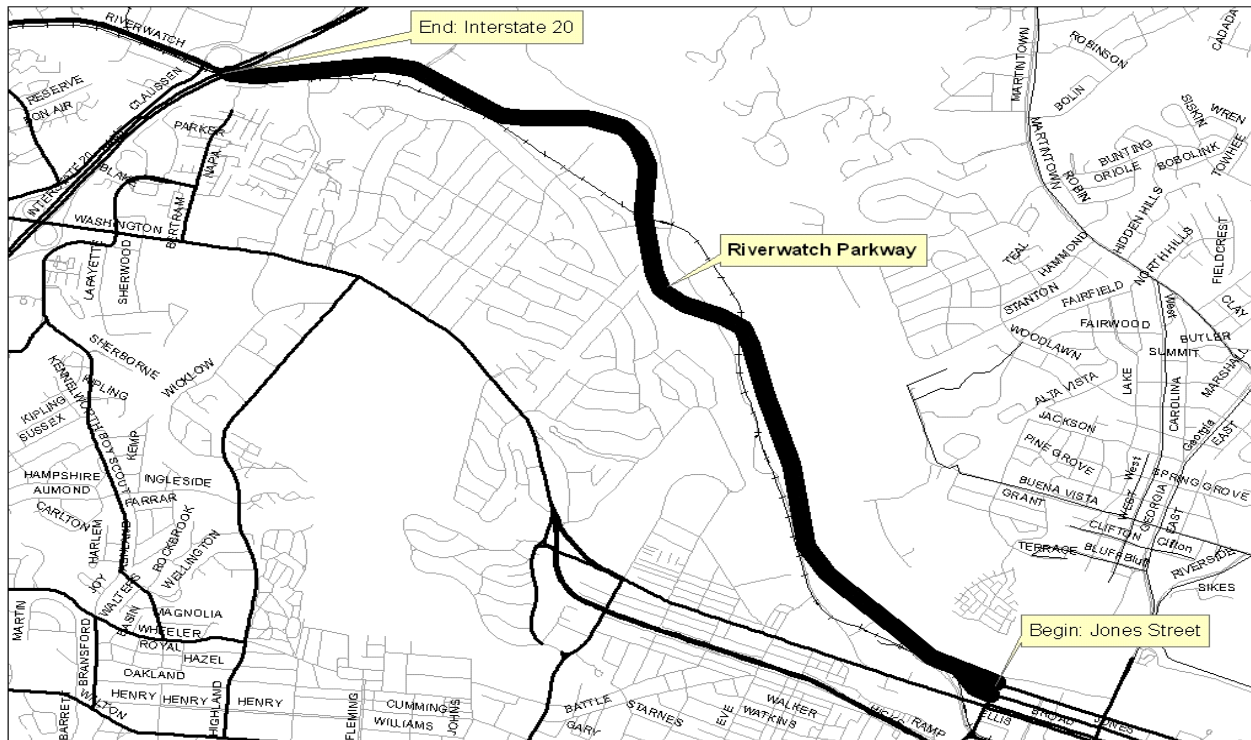 RIVERWATCH
End: Interstate 20
MARTINTOWN
ROBINSON
CADADA
RESERVE
CLAUSSEN
BOLIN
SISKIN
WREN
PARKER
NAPA
MARTINTOWN
BUNTING
BOBOLINK
TOWHEE
ORIOLE
ROBIN
INTERSTATE 20
BERTRAM
WASHINGTON
HIDDEN HILLS
LAFAYETTE
SHERWOOD
Riverwatch Parkway
TEAL
HAMMOND
NORTH HILLS
FIELDCREST
STANTON
FAIRFIELD
West
CLAY
FAIRWOOD
BUTLER
WOODLAWN
SUMMIT
SHERBORNE
KENNELWORTH
KIPLING
WICKLOW
LAKE
MARSHALL
ALTA VISTA
CAROLINA
KIPLING
SUSSEX
BOY SCOUT
KEMP
JACKSON
Georgia
EAST
PINE GROVE
West
HAMPSHIRE
INGLESIDE
SPRING GROVE
AUMOND
FARRAR
BUENA VISTA
GRANT
WEST
GEORGIA
EAST
CARLTON
HARLEM
ROCKBROOK
WELLINGTON
CLIFTON
Clifton
TERRACE
BLUFF
Bluff
RIVERSIDE
JOY
WALTERS
SIKES
MARTIN
BASIN
MAGNOLIA
BRANSFORD
WHEELER
Begin: Jones Street
ROYAL
HAZEL
OAKLAND
BARRET
WILTON
HENRY
HENRY
HIGHLAND
HENRY
FLEMING
CUMMING
WILLIAMS
JOHNS
BATTLE
GARY
STARNES
EVE
WALKER
WATKINS
RAMP
ELLIS
BROAD
JONES